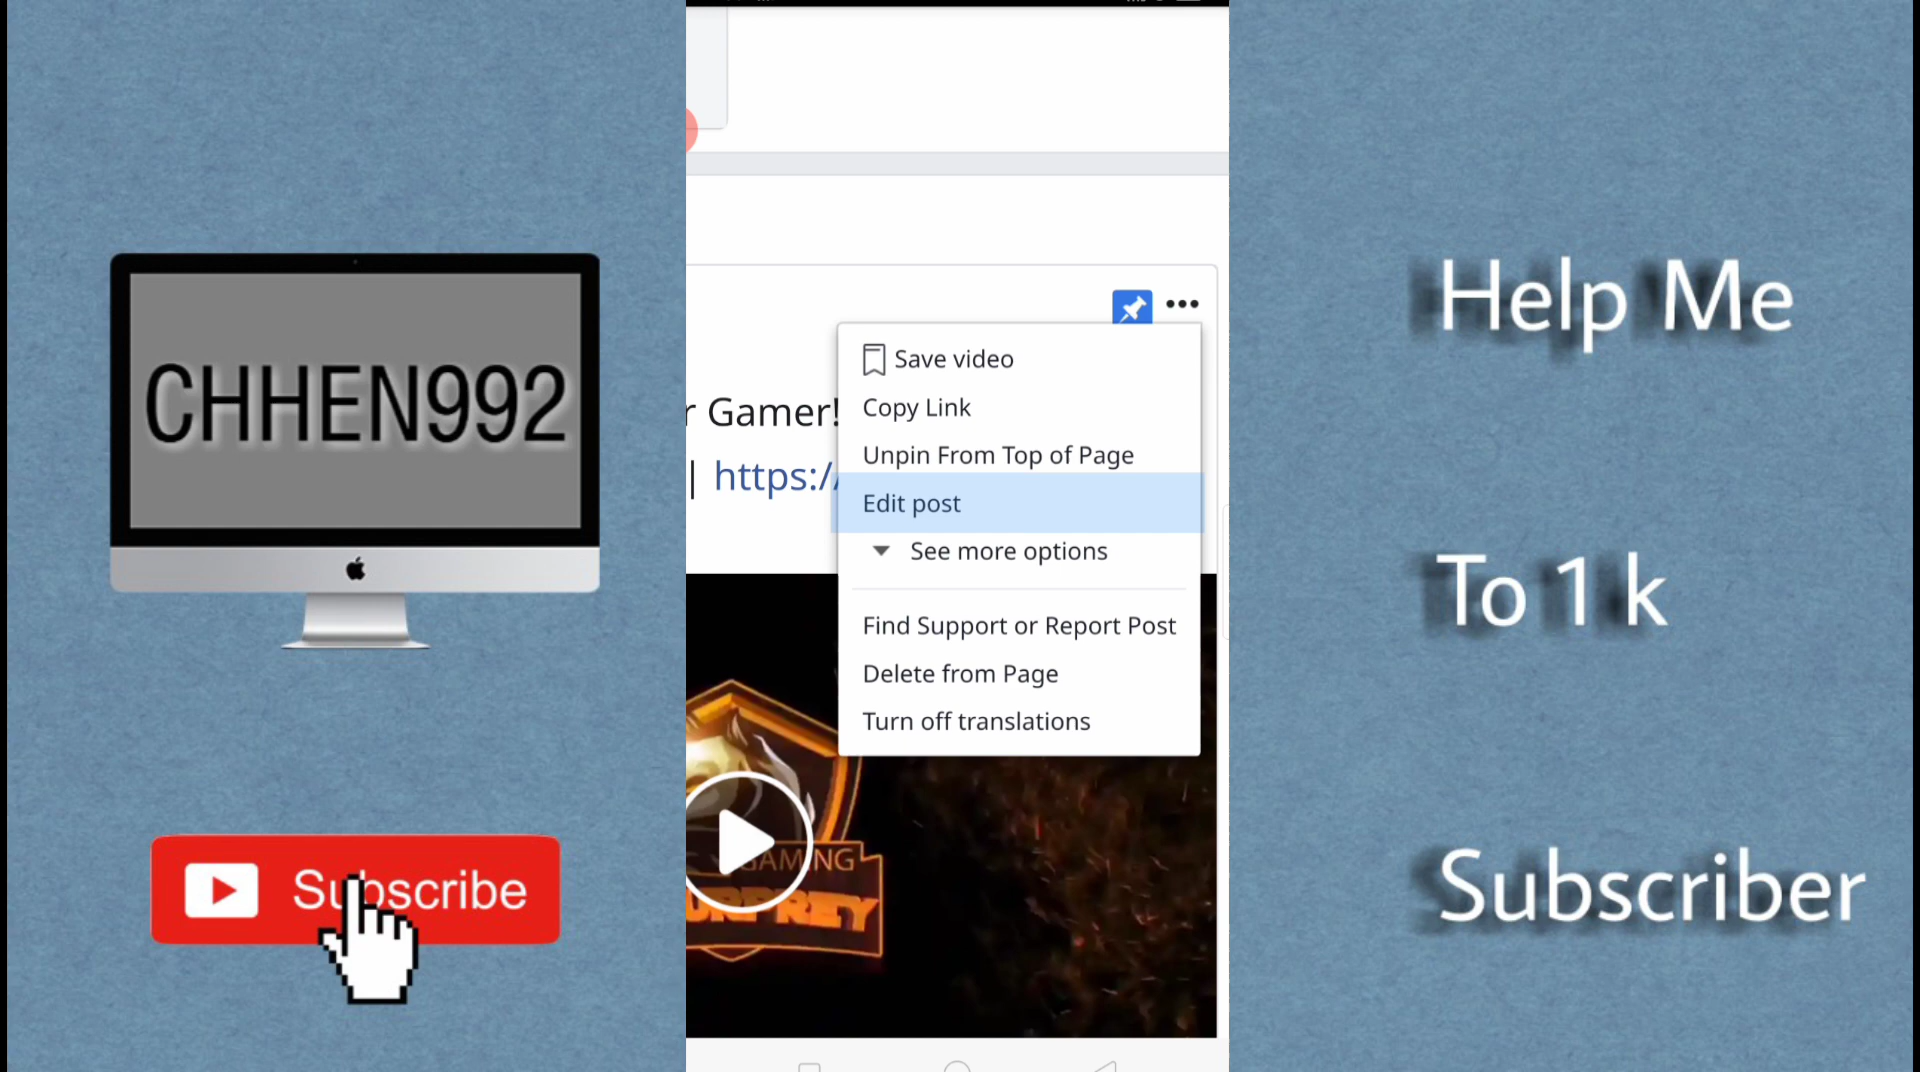 CHHEN992
Subscribe
r Gamer!
| https:/
Save video
Copy Link
Unpin From Top of Page
Edit post
See more options
Find Support or Report Post
Delete from Page
Turn off translations
GAMING
Help Me
To 1 k
Subscriber